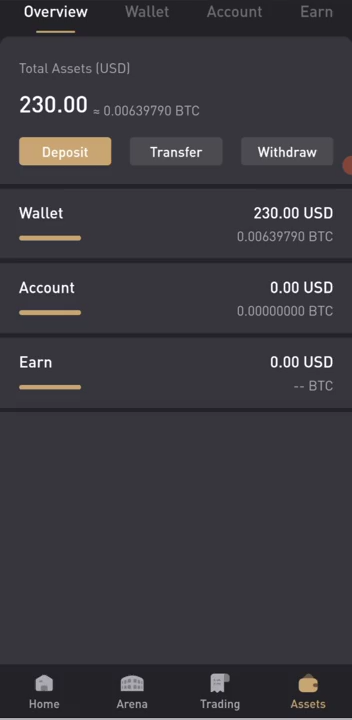 Overview Wallet Account Earn
Total Assets (USD)
230.00 ≈ 0.00639790 BTC
Deposit Transfer Withdraw
Wallet 230.00 USD
0.00639790 BTC
Account 0.00 USD
0.00000000 BTC
Earn 0.00 USD
-- BTC
Home Arena Trading Assets